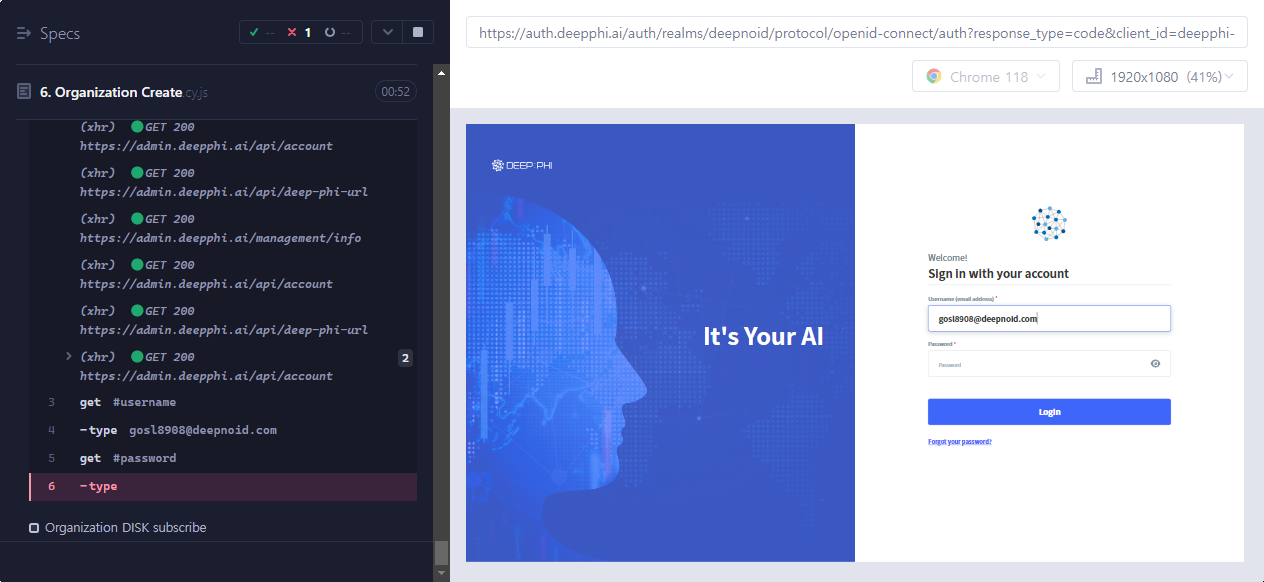 Specs
-- 1 --
6. Organization Create.cy.js 00:52
(xhr) GET 200
https://admin.deepphi.ai/api/account
(xhr) GET 200
https://admin.deepphi.ai/api/deep-phi-url
(xhr) GET 200
https://admin.deepphi.ai/management/info
(xhr) GET 200
https://admin.deepphi.ai/api/account
(xhr) GET 200
https://admin.deepphi.ai/api/deep-phi-url
(xhr) GET 200 2
https://admin.deepphi.ai/api/account
3 get #username
4 -type gosl8908@deepnoid.com
5 get #password
6 -type
Organization DISK subscribe
https://auth.deepphi.ai/auth/realms/deepnoid/protocol/openid-connect/auth?response_type=code&client_id=deepphi-
Chrome 118
1920x1080 (41%)
DEEP:PHI
It's Your AI
Welcome!
Sign in with your account
Username (email address) *
gosl8908@deepnoid.com
Password *
Password
Login
Forgot your password?